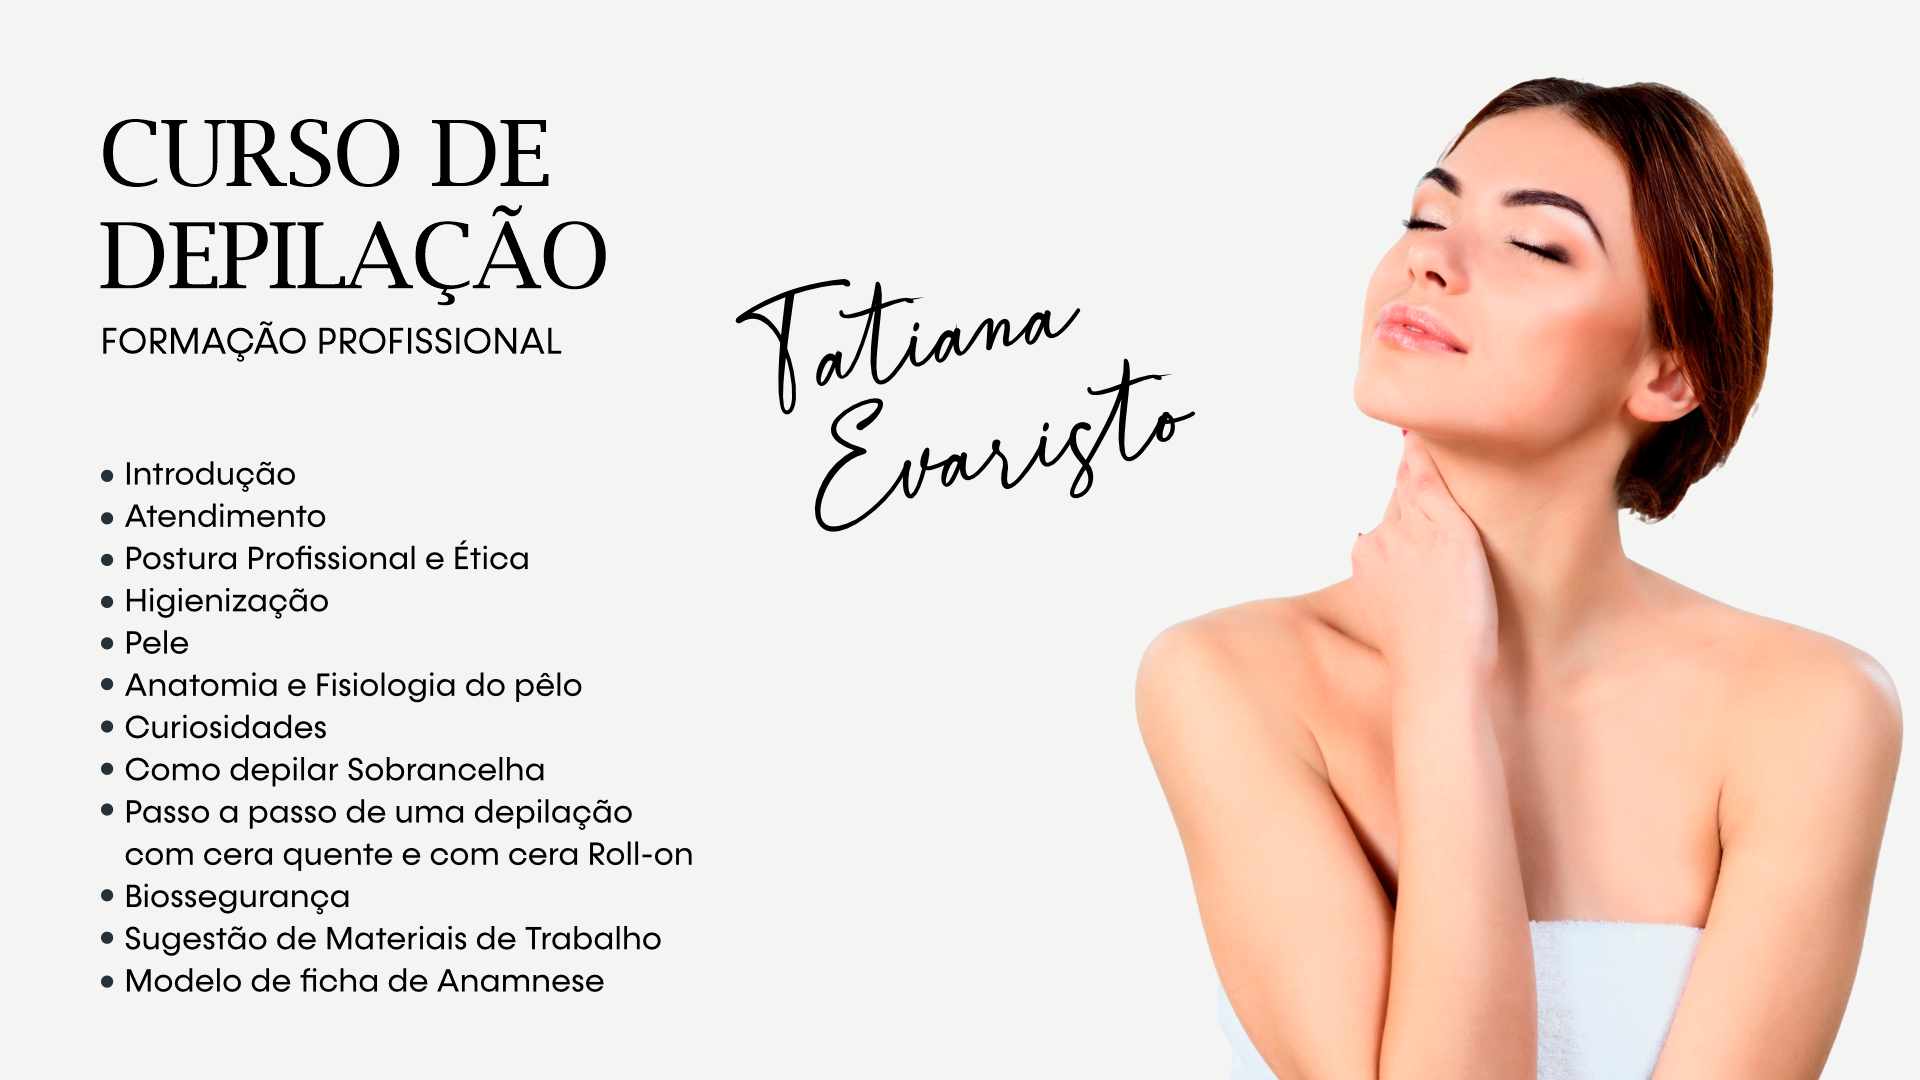 CURSO DE
DEPILAÇÃO
FORMAÇÃO PROFISSIONAL
Tatiana
Evaristo
• Introdução
• Atendimento
• Postura Profissional e Ética
• Higienização
• Pele
• Anatomia e Fisiologia do pêlo
• Curiosidades
• Como depilar Sobrancelha
• Passo a passo de uma depilação
com cera quente e com cera Roll-on
• Biossegurança
• Sugestão de Materiais de Trabalho
• Modelo de ficha de Anamnese